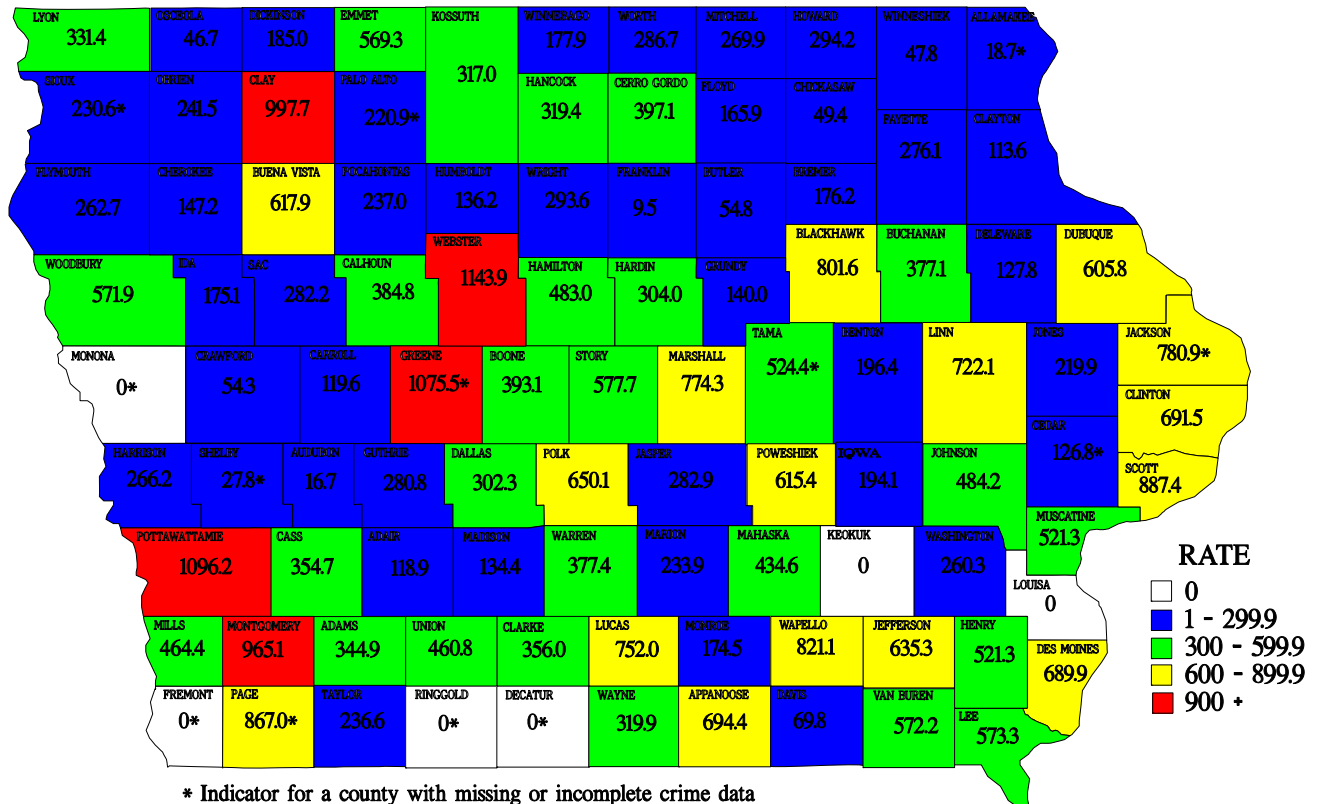 LYON OSCEOLA DICKINSON EMMET KOSSUTH WINNEBAGO WORTH MITCHELL HOWARD WINNESHIEK ALLAMAKEE
331.4 46.7 185.0 569.3 317.0 177.9 286.7 269.9 294.2 47.8 18.7*
SIOUX OBRIEN CLAY PALO ALTO HANCOCK CERRO GORDO FLOYD CHICKASAW
230.6* 241.5 997.7 220.9* 319.4 397.1 165.9 49.4
FAYETTE CLAYTON
276.1 113.6
PLYMOUTH CHEROKEE BUENA VISTA POCAHONTAS HUMBOLDT WRIGHT FRANKLIN BUTLER BREMER
262.7 147.2 617.9 237.0 136.2 293.6 9.5 54.8 176.2
WEBSTER BLACKHAWK BUCHANAN DELEWARE DUBUQUE
1143.9 801.6 377.1 127.8 605.8
WOODBURY IDA SAC CALHOUN HAMILTON HARDIN GRUNDY
571.9 175.1 282.2 384.8 483.0 304.0 140.0
TAMA BENTON LINN JONES JACKSON
524.4* 196.4 722.1 219.9 780.9*
MONONA CRAWFORD CARROLL GREENE BOONE STORY MARSHALL
0* 54.3 119.6 1075.5* 393.1 577.7 774.3
CLINTON
691.5
CEDAR
126.8*
HARRISON SHELBY AUDUBON GUTHRIE DALLAS POLK JASPER POWESHIEK IOWA JOHNSON
266.2 27.8* 16.7 280.8 302.3 650.1 282.9 615.4 194.1 484.2
SCOTT
887.4
MUSCATINE
521.3
POTTAWATTAMIE CASS ADAIR MADISON WARREN MARION MAHASKA KEOKUK WASHINGTON
1096.2 354.7 118.9 134.4 377.4 233.9 434.6 0 260.3
LOUISA
0
MILLS MONTGOMERY ADAMS UNION CLARKE LUCAS MONROE WAPELLO JEFFERSON HENRY
464.4 965.1 344.9 460.8 356.0 752.0 174.5 821.1 635.3 521.3
DES MOINES
689.9
FREMONT PAGE TAYLOR RINGGOLD DECATUR WAYNE APPANOOSE DAVIS VAN BUREN
0* 867.0* 236.6 0* 0* 319.9 694.4 69.8 572.2
LEE
573.3
RATE
0
1 - 299.9
300 - 599.9
600 - 899.9
900 +
* Indicator for a county with missing or incomplete crime data